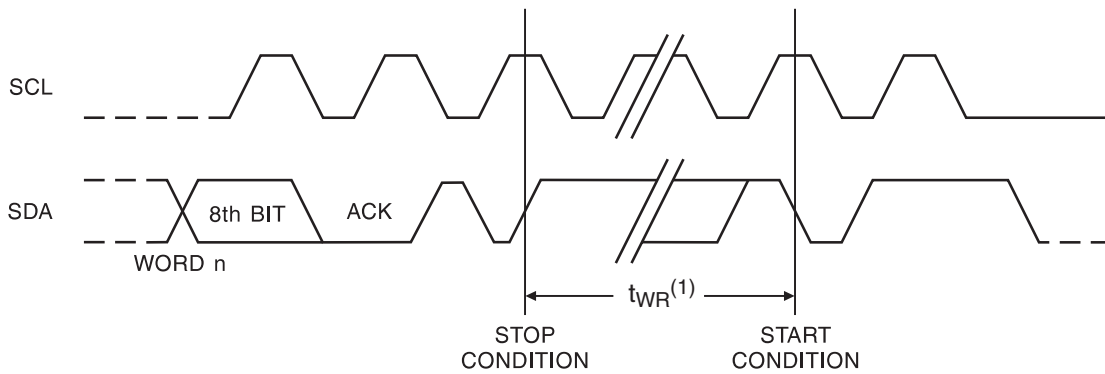 SCL
SDA
8th BIT
ACK
WORD n
tWR(1)
STOP
CONDITION
START
CONDITION